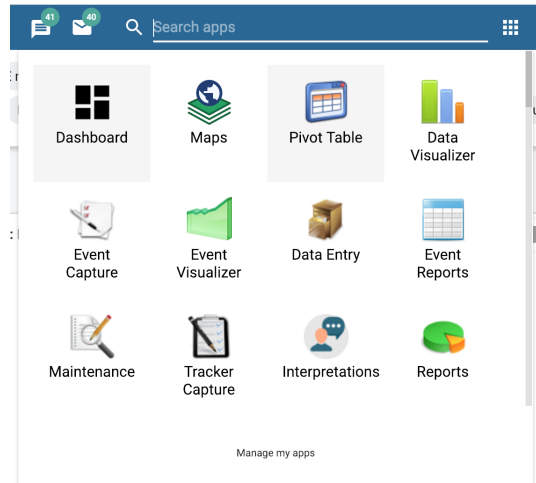 41
40
Search apps
Dashboard
Maps
Pivot Table
Data
Visualizer
Event
Capture
Event
Visualizer
Data Entry
Event
Reports
Maintenance
Tracker
Capture
Interpretations
Reports
Manage my apps